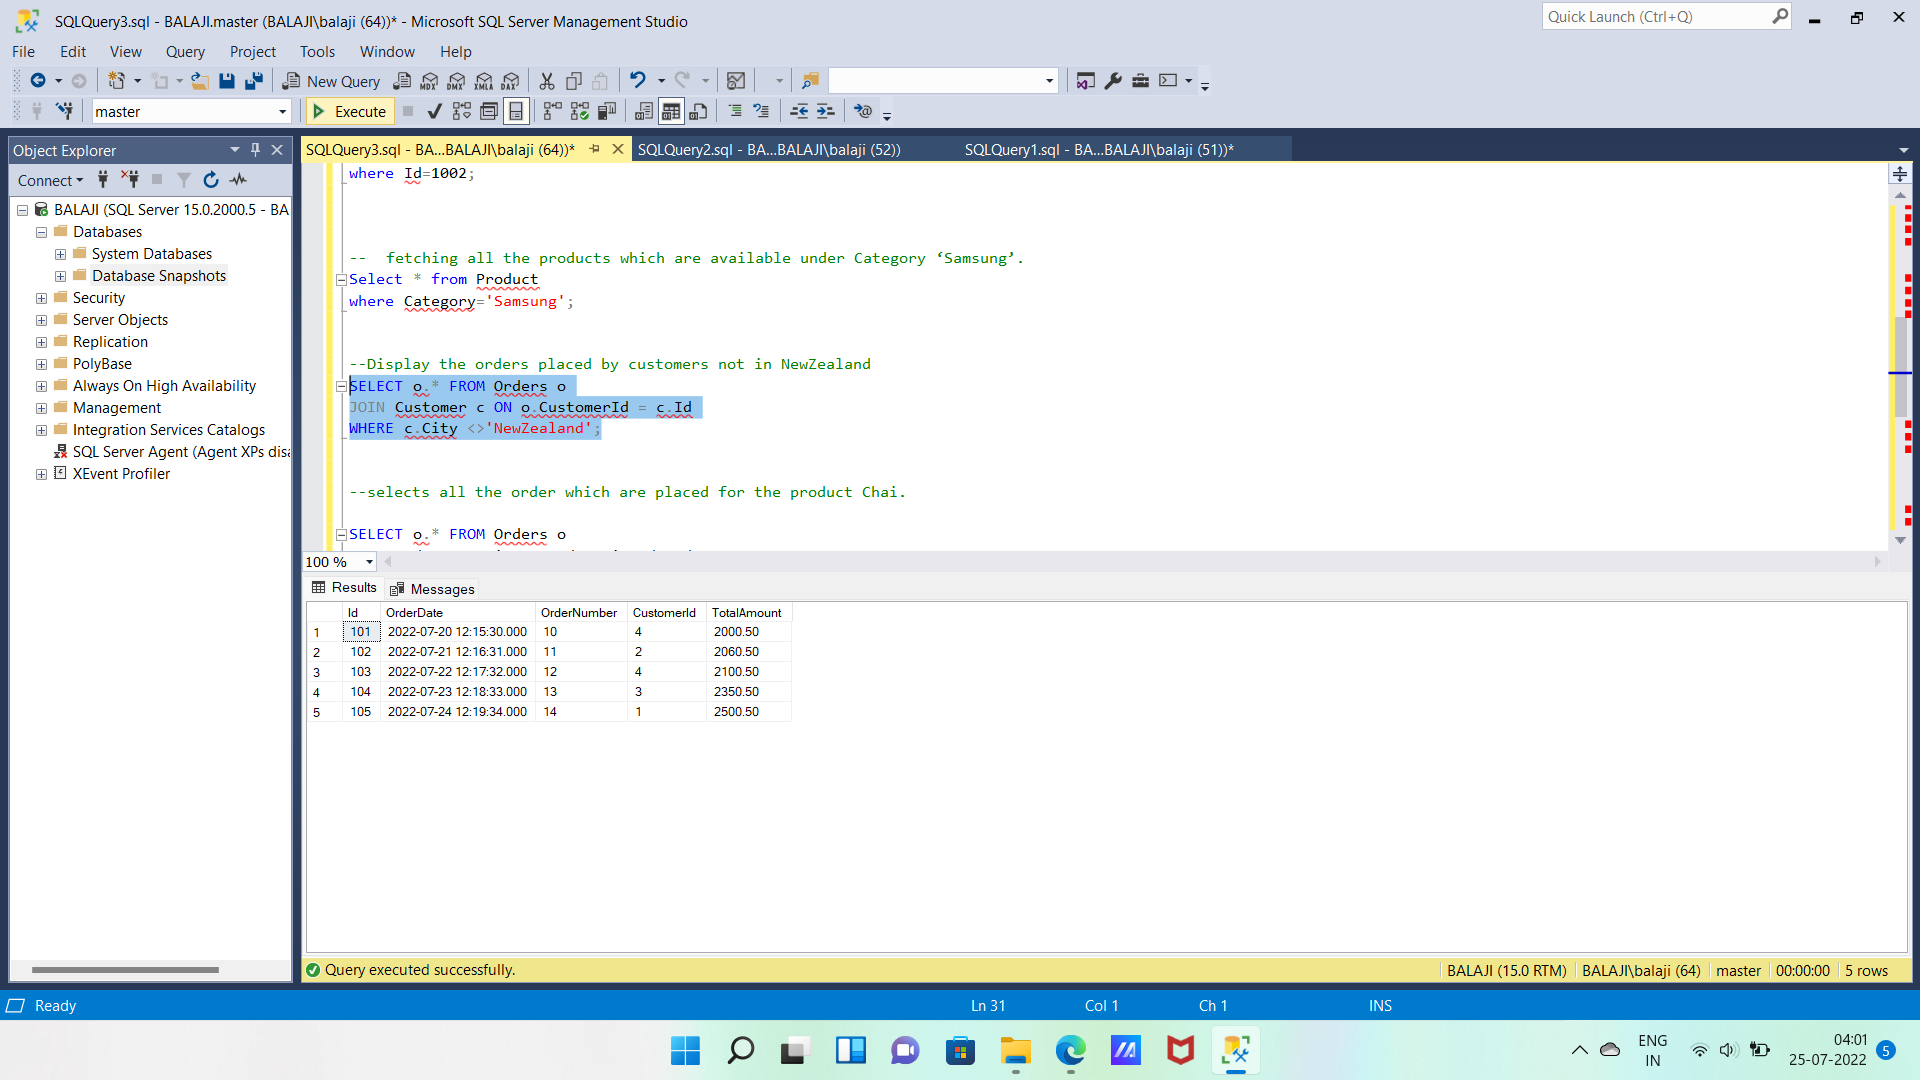 SQLQuery3.sql - BALAJI.master (BALAJI\balaji (64))* - Microsoft SQL Server Management Studio
Quick Launch (Ctrl+Q)
File Edit View Query Project Tools Window Help
New Query MDX DMX XMLA DAX
master Execute
Object Explorer
SQLQuery3.sql - BA...BALAJI\balaji (64))* SQLQuery2.sql - BA...BALAJI\balaji (52)) SQLQuery1.sql - BA...BALAJI\balaji (51))*
Connect
BALAJI (SQL Server 15.0.2000.5 - BA
Databases
System Databases
Database Snapshots
Security
Server Objects
Replication
PolyBase
Always On High Availability
Management
Integration Services Catalogs
SQL Server Agent (Agent XPs disa
XEvent Profiler
where Id=1002;
--  fetching all the products which are available under Category ‘Samsung’.
Select * from Product
where Category='Samsung';
--Display the orders placed by customers not in NewZealand
SELECT o.* FROM Orders o
JOIN Customer c ON o.CustomerId = c.Id
WHERE c.City <>'NewZealand';
--selects all the order which are placed for the product Chai.
SELECT o.* FROM Orders o
100 %
Results Messages
Id OrderDate OrderNumber CustomerId TotalAmount
1 101 2022-07-20 12:15:30.000 10 4 2000.50
2 102 2022-07-21 12:16:31.000 11 2 2060.50
3 103 2022-07-22 12:17:32.000 12 4 2100.50
4 104 2022-07-23 12:18:33.000 13 3 2350.50
5 105 2022-07-24 12:19:34.000 14 1 2500.50
Query executed successfully. BALAJI (15.0 RTM) BALAJI\balaji (64) master 00:00:00 5 rows
Ready Ln 31 Col 1 Ch 1 INS
ENG
IN
04:01
25-07-2022
5